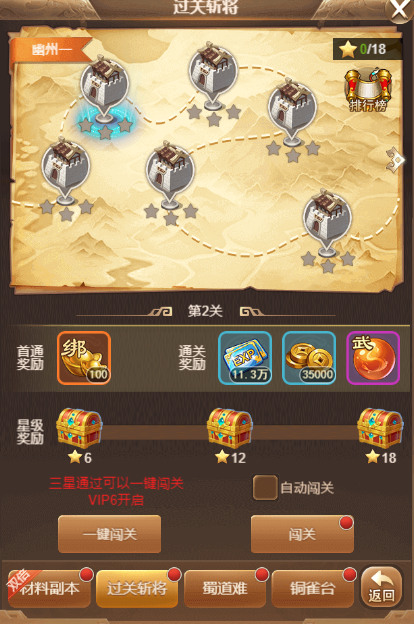 过关斩将
幽州一
0/18
排行榜
第2关
首通
奖励
绑
100
通关
奖励
EXP
11.3万
35000
武
星级
奖励
6
12
18
三星通过可以一键闯关
VIP6开启
自动闯关
一键闯关
闯关
双倍
材料副本
过关斩将
蜀道难
铜雀台
返回